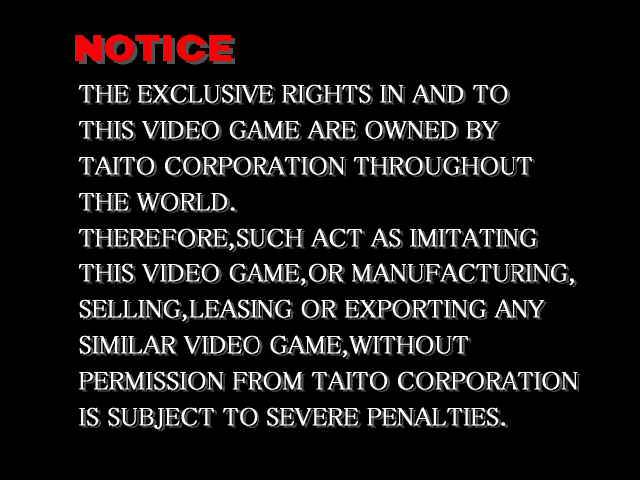 NOTICE
THE EXCLUSIVE RIGHTS IN AND TO
THIS VIDEO GAME ARE OWNED BY
TAITO CORPORATION THROUGHOUT
THE WORLD.
THEREFORE,SUCH ACT AS IMITATING
THIS VIDEO GAME,OR MANUFACTURING,
SELLING,LEASING OR EXPORTING ANY
SIMILAR VIDEO GAME,WITHOUT
PERMISSION FROM TAITO CORPORATION
IS SUBJECT TO SEVERE PENALTIES.